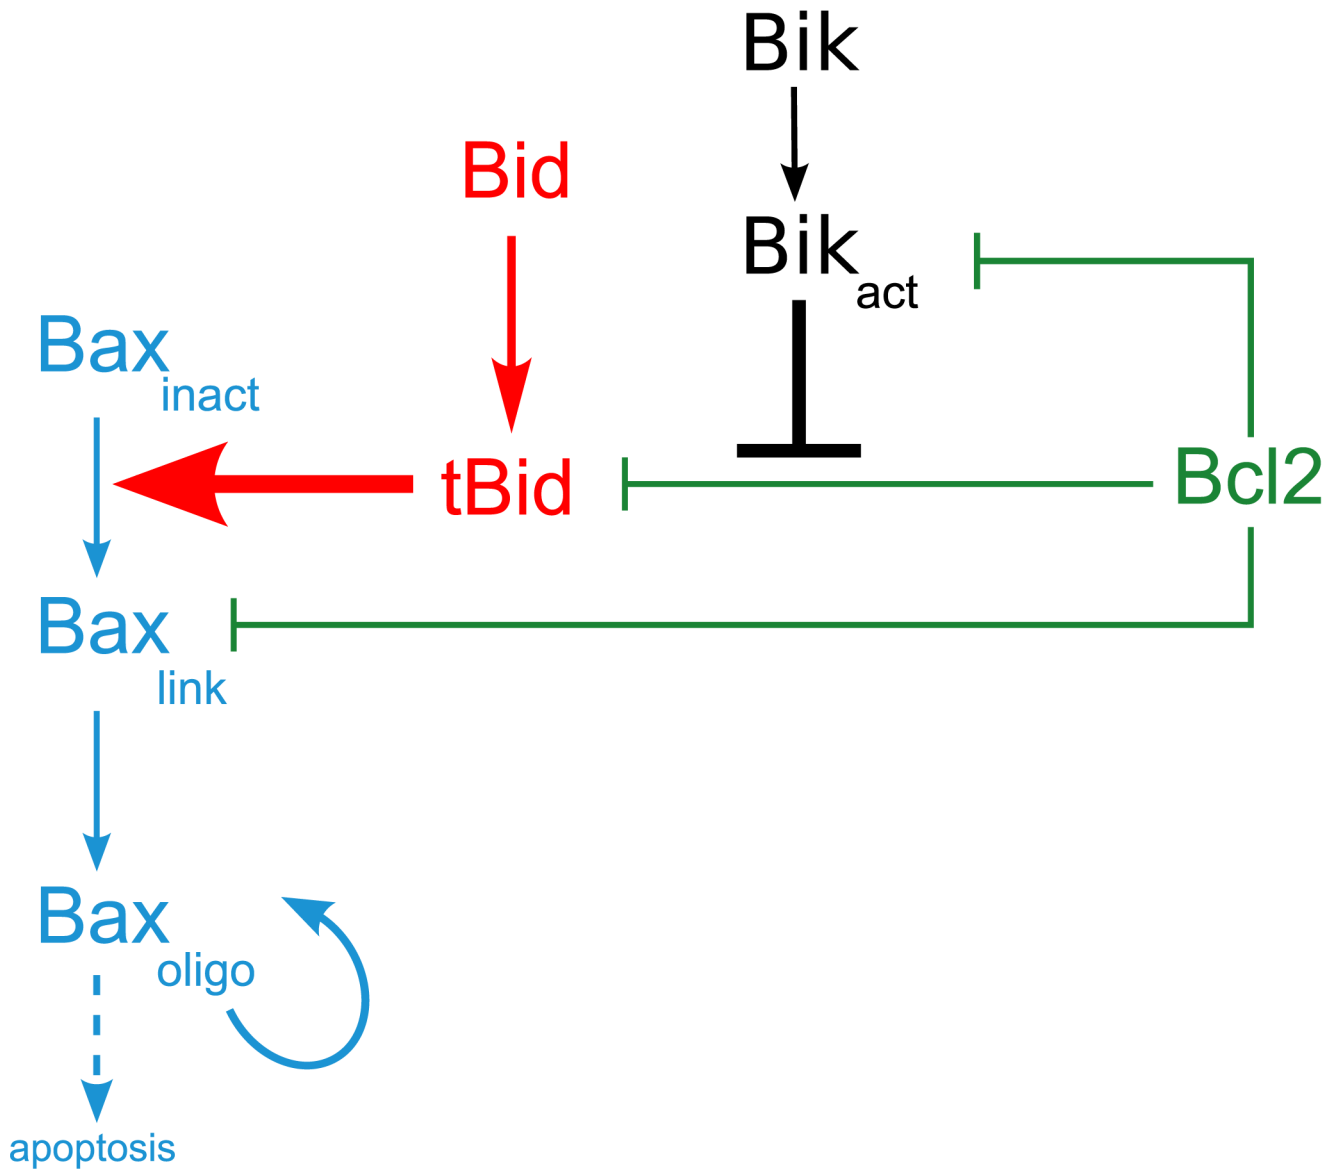 Bik
Bid
Bik act
Bax inact
tBid
Bcl2
Bax link
Bax oligo
apoptosis